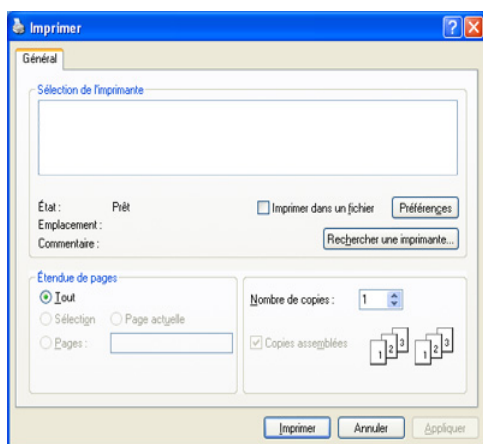 Imprimer
Général
Sélection de l'imprimante
État : Prêt
Emplacement :
Commentaire :
Imprimer dans un fichier
Préférences
Rechercher une imprimante...
Étendue de pages
Tout
Sélection Page actuelle
Pages :
Nombre de copies : 1
Copies assemblées
1 2 3 1 2 3
Imprimer Annuler Appliquer